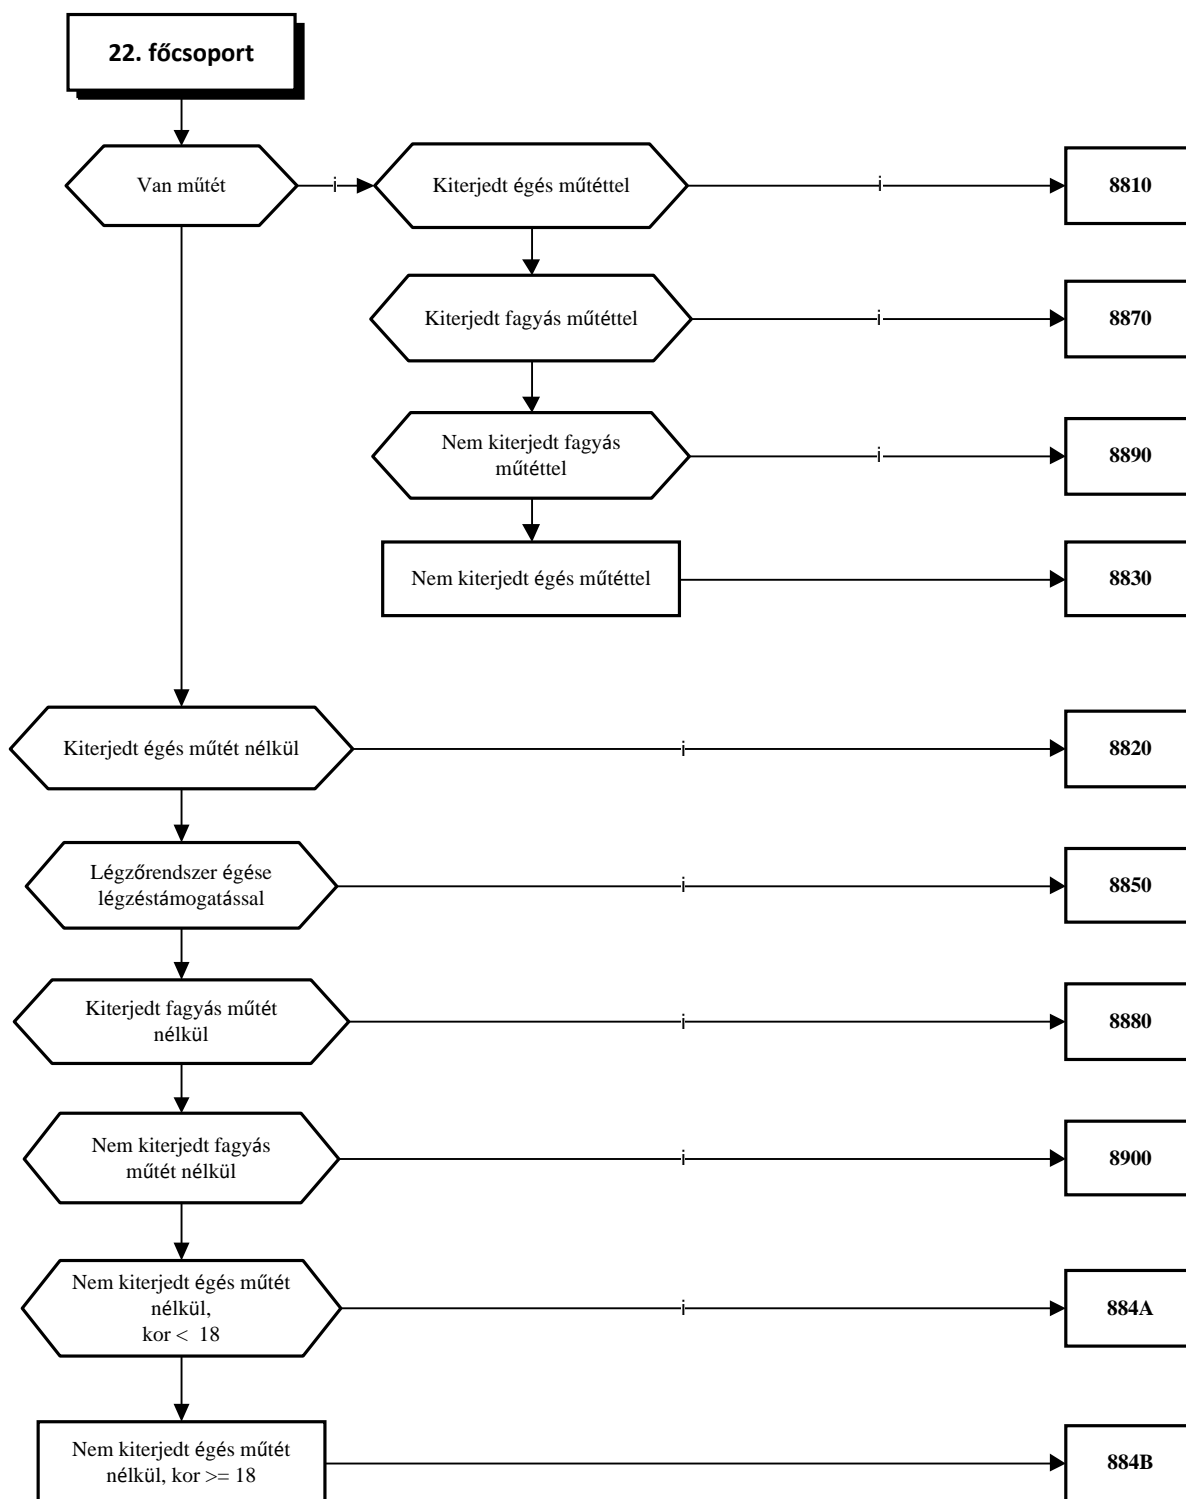 22. főcsoport
Van műtét
i
Kiterjedt égés műtéttel
i
8810
Kiterjedt fagyás műtéttel
i
8870
Nem kiterjedt fagyás
műtéttel
i
8890
Nem kiterjedt égés műtéttel
8830
Kiterjedt égés műtét nélkül
i
8820
Légzőrendszer égése
légzéstámogatással
i
8850
Kiterjedt fagyás műtét
nélkül
i
8880
Nem kiterjedt fagyás
műtét nélkül
i
8900
Nem kiterjedt égés műtét
nélkül,
kor < 18
i
884A
Nem kiterjedt égés műtét
nélkül, kor >= 18
884B